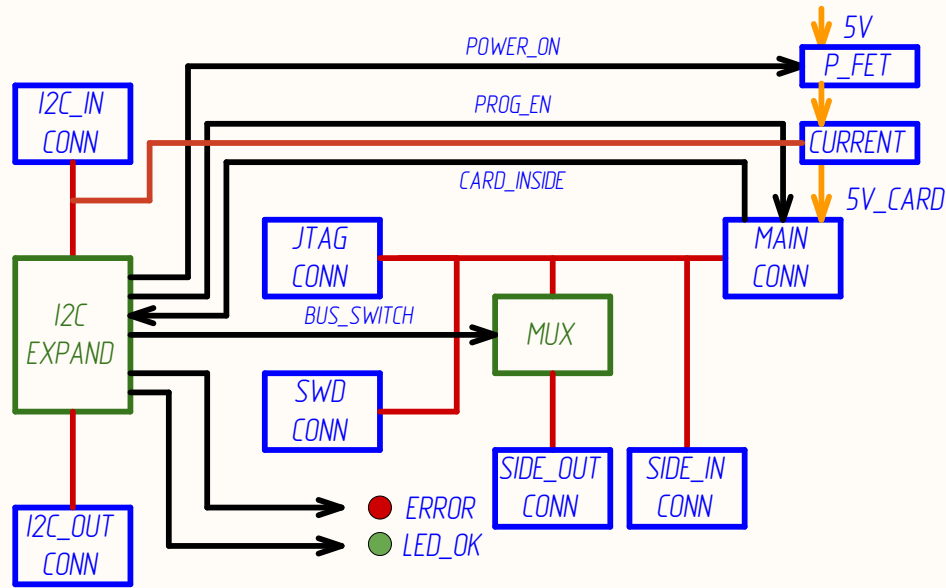 5V
POWER_ON
P_FET
I2C_IN
CONN
PROG_EN
CURRENT
CARD_INSIDE
5V_CARD
JTAG
CONN
MAIN
CONN
I2C
EXPAND
BUS_SWITCH
MUX
SWD
CONN
SIDE_OUT
CONN
SIDE_IN
CONN
ERROR
LED_OK
I2C_OUT
CONN